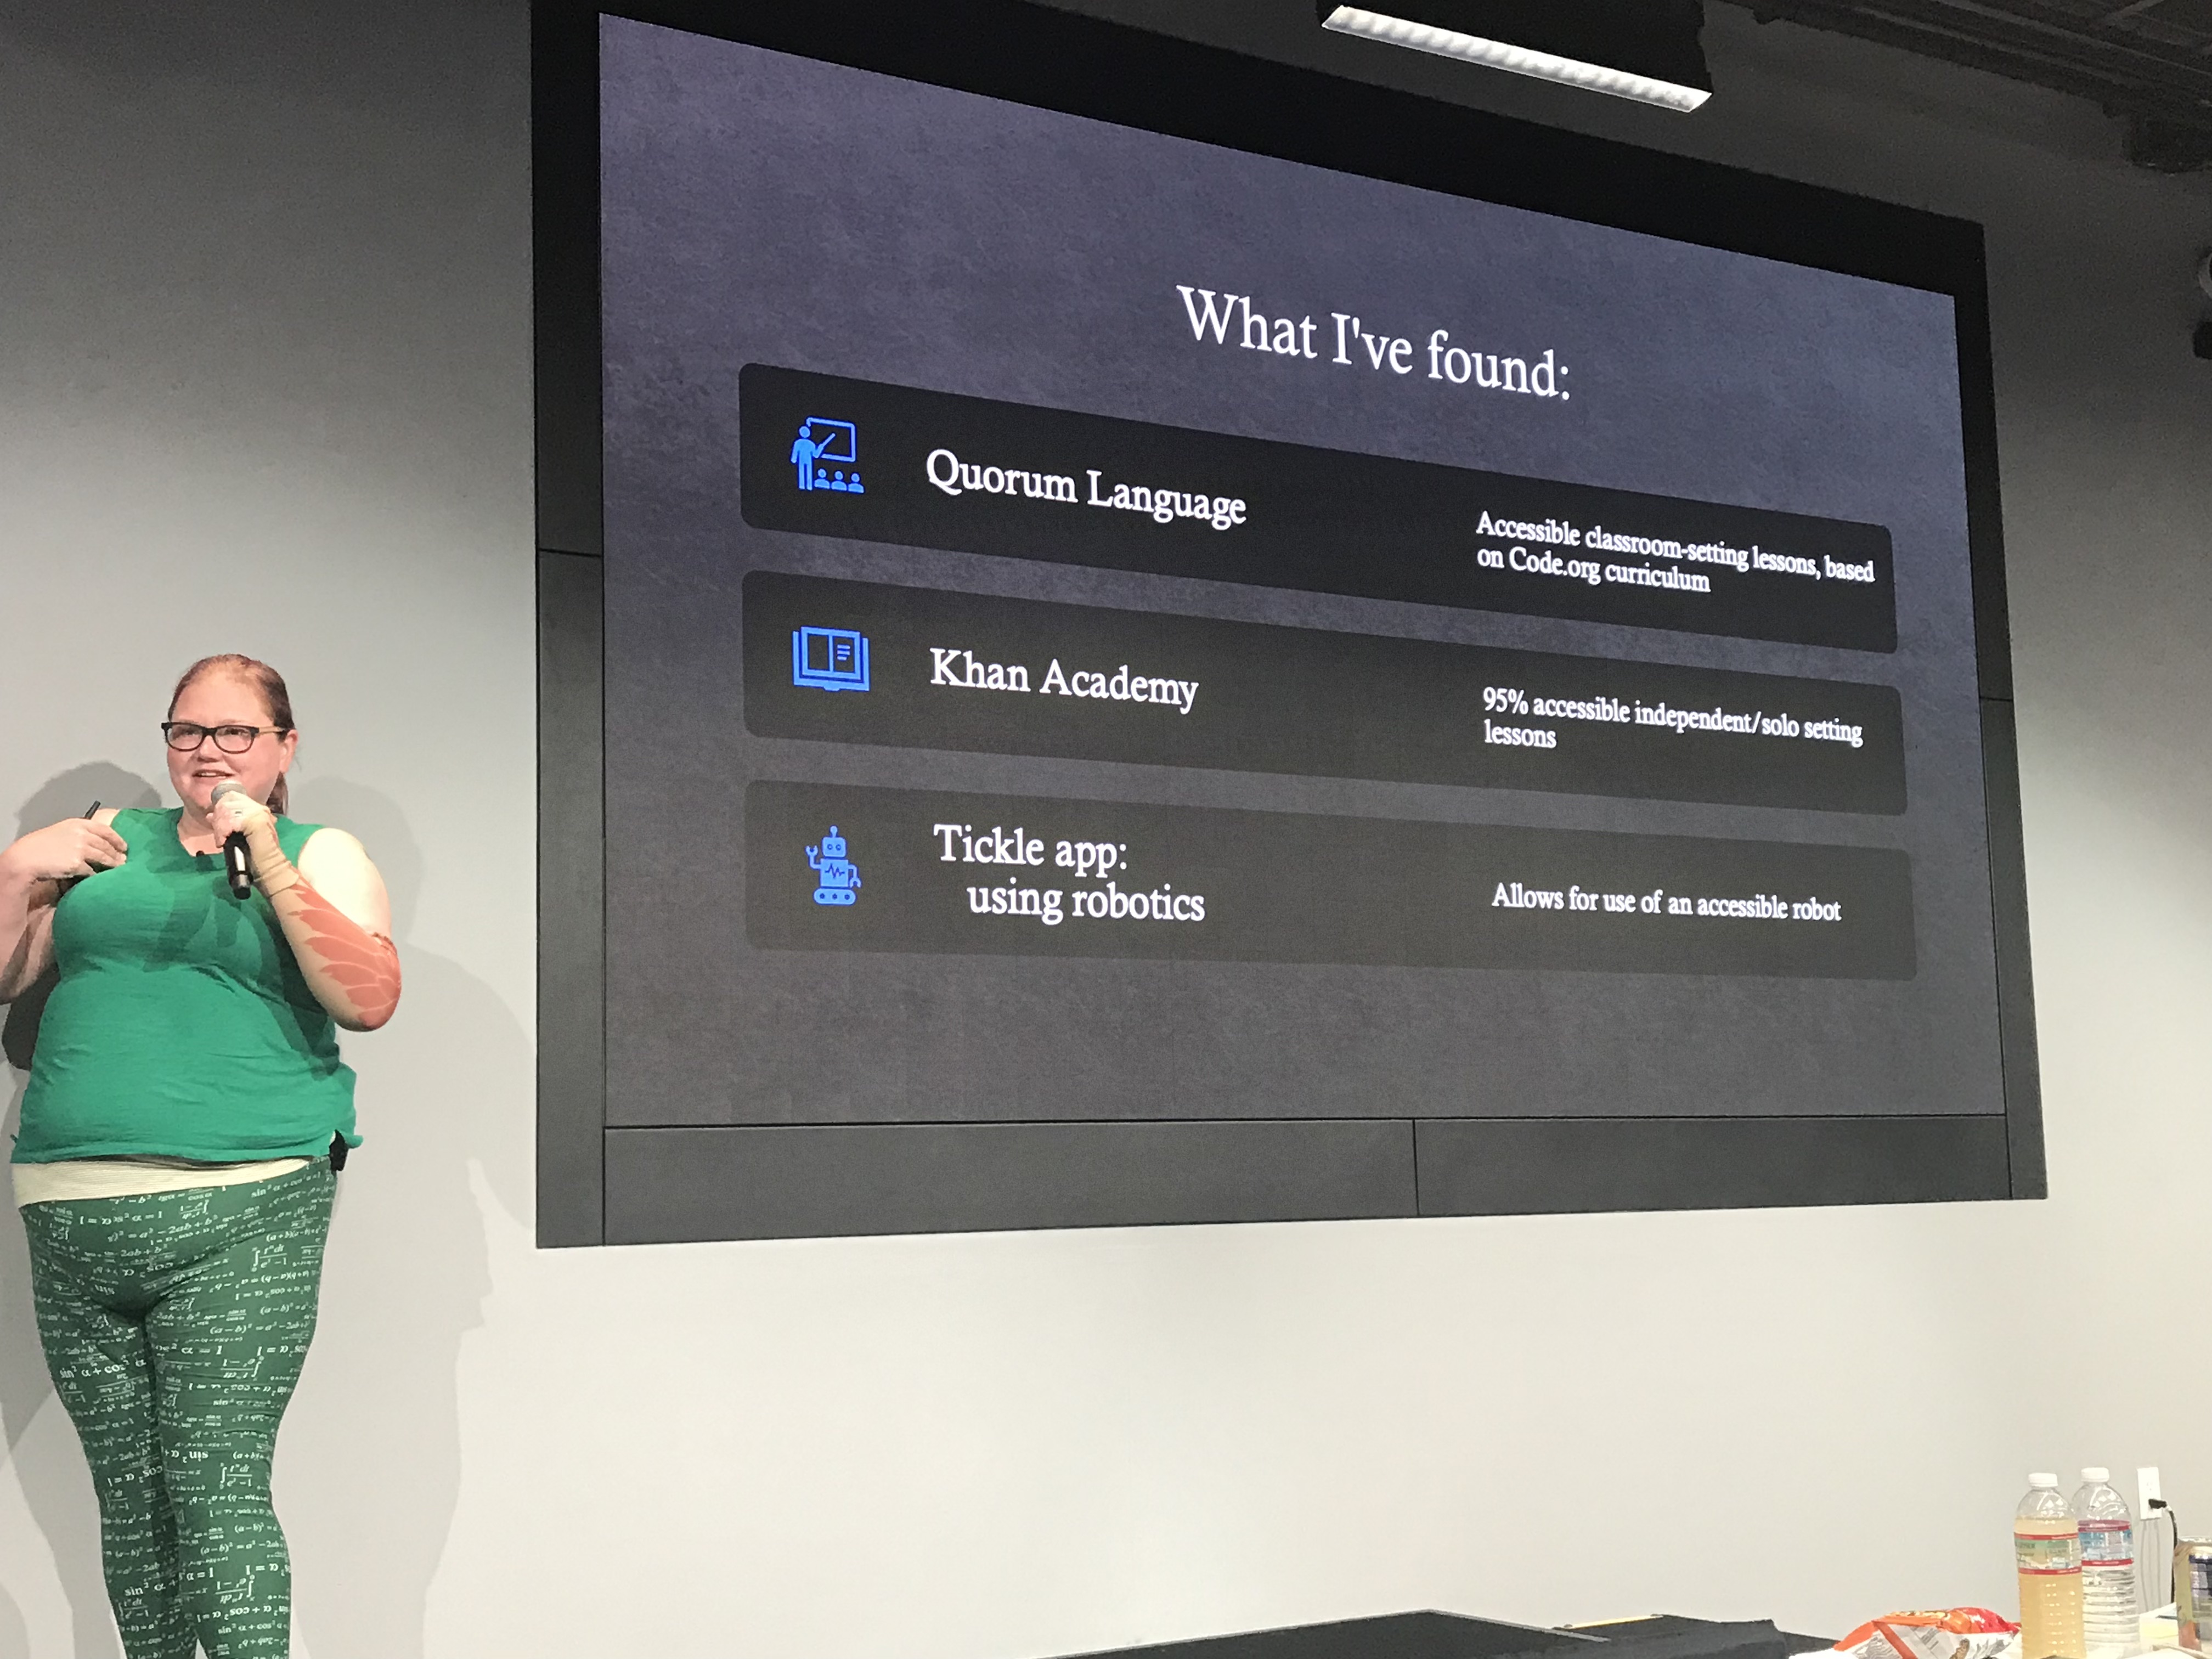 What I've found:
Quorum Language
Accessible classroom-setting lessons, based
on Code.org curriculum
Khan Academy
95% accessible independent/solo setting
lessons
Tickle app:
using robotics
Allows for use of an accessible robot